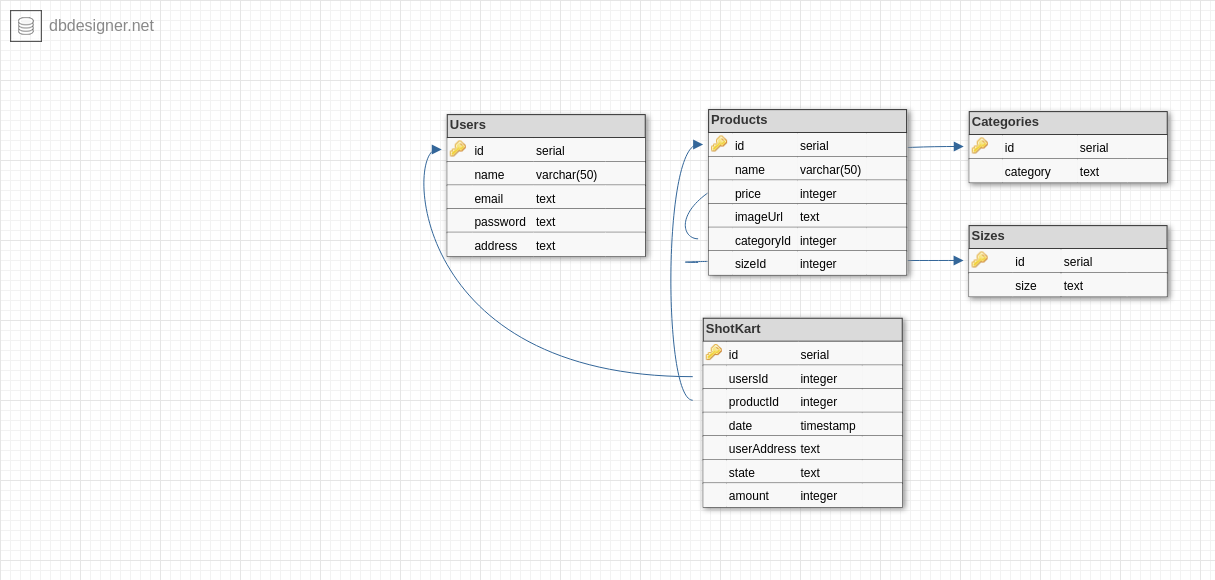 dbdesigner.net
Users
id serial
name varchar(50)
email text
password text
address text
Products
id serial
name varchar(50)
price integer
imageUrl text
categoryId integer
sizeId integer
Categories
id serial
category text
Sizes
id serial
size text
ShotKart
id serial
usersId integer
productId integer
date timestamp
userAddress text
state text
amount integer